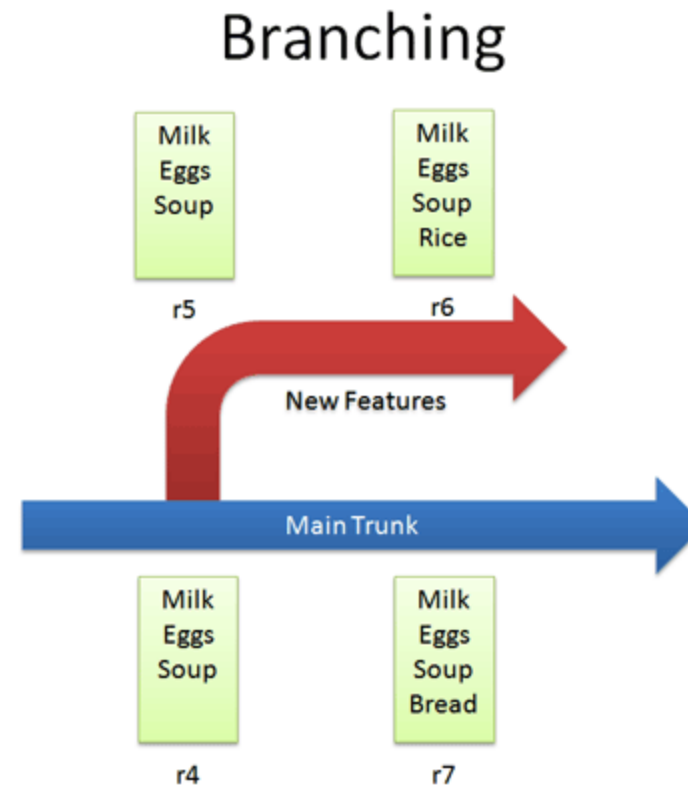 Branching
Milk
Eggs
Soup
r5
Milk
Eggs
Soup
Rice
r6
New Features
Main Trunk
Milk
Eggs
Soup
r4
Milk
Eggs
Soup
Bread
r7